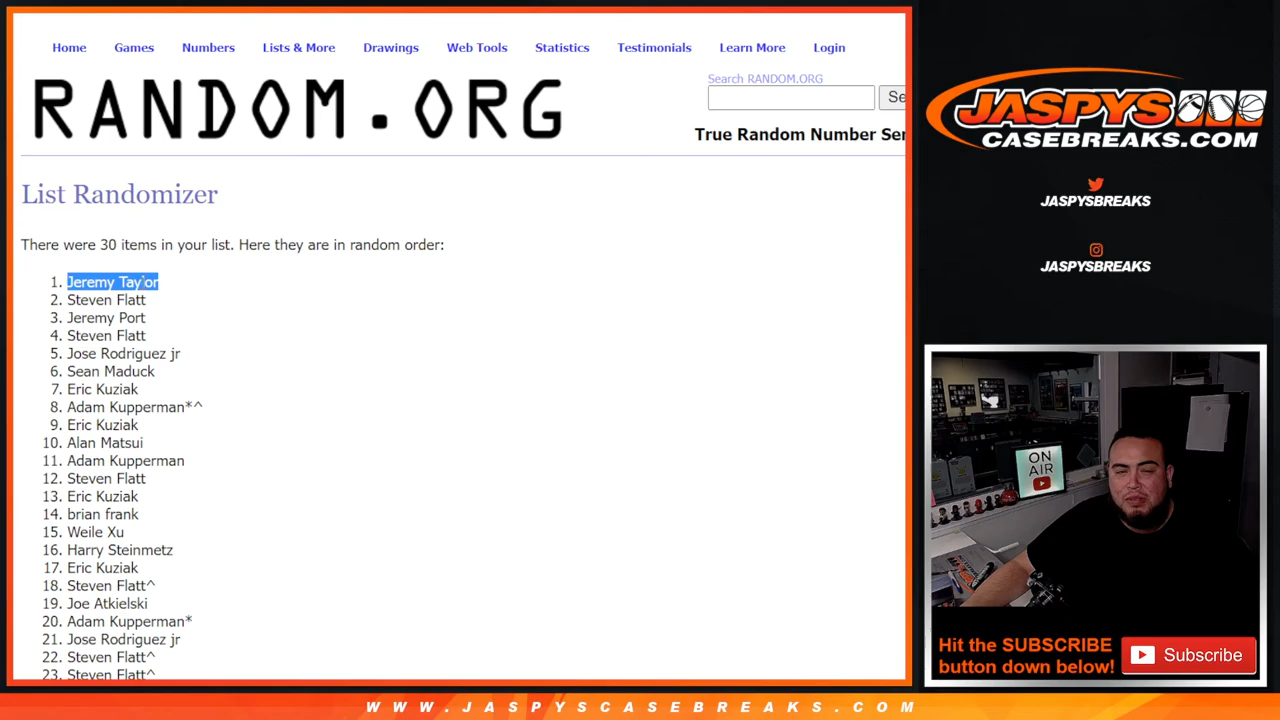 Home Games Numbers Lists & More Drawings Web Tools Statistics Testimonials Learn More Login
RANDOM.ORG
Search RANDOM.ORG
Se
True Random Number Ser
List Randomizer
There were 30 items in your list. Here they are in random order:
1. Jeremy Taylor
2. Steven Flatt
3. Jeremy Port
4. Steven Flatt
5. Jose Rodriguez jr
6. Sean Maduck
7. Eric Kuziak
8. Adam Kupperman*^
9. Eric Kuziak
10. Alan Matsui
11. Adam Kupperman
12. Steven Flatt
13. Eric Kuziak
14. brian frank
15. Weile Xu
16. Harry Steinmetz
17. Eric Kuziak
18. Steven Flatt^
19. Joe Atkielski
20. Adam Kupperman*
21. Jose Rodriguez jr
22. Steven Flatt^
23. Steven Flatt^
JASPYS
CASEBREAKS.COM
JASPYSBREAKS
JASPYSBREAKS
ON
AIR
Hit the SUBSCRIBE
button down below!
Subscribe
WWW.JASPYSCASEBREAKS.COM